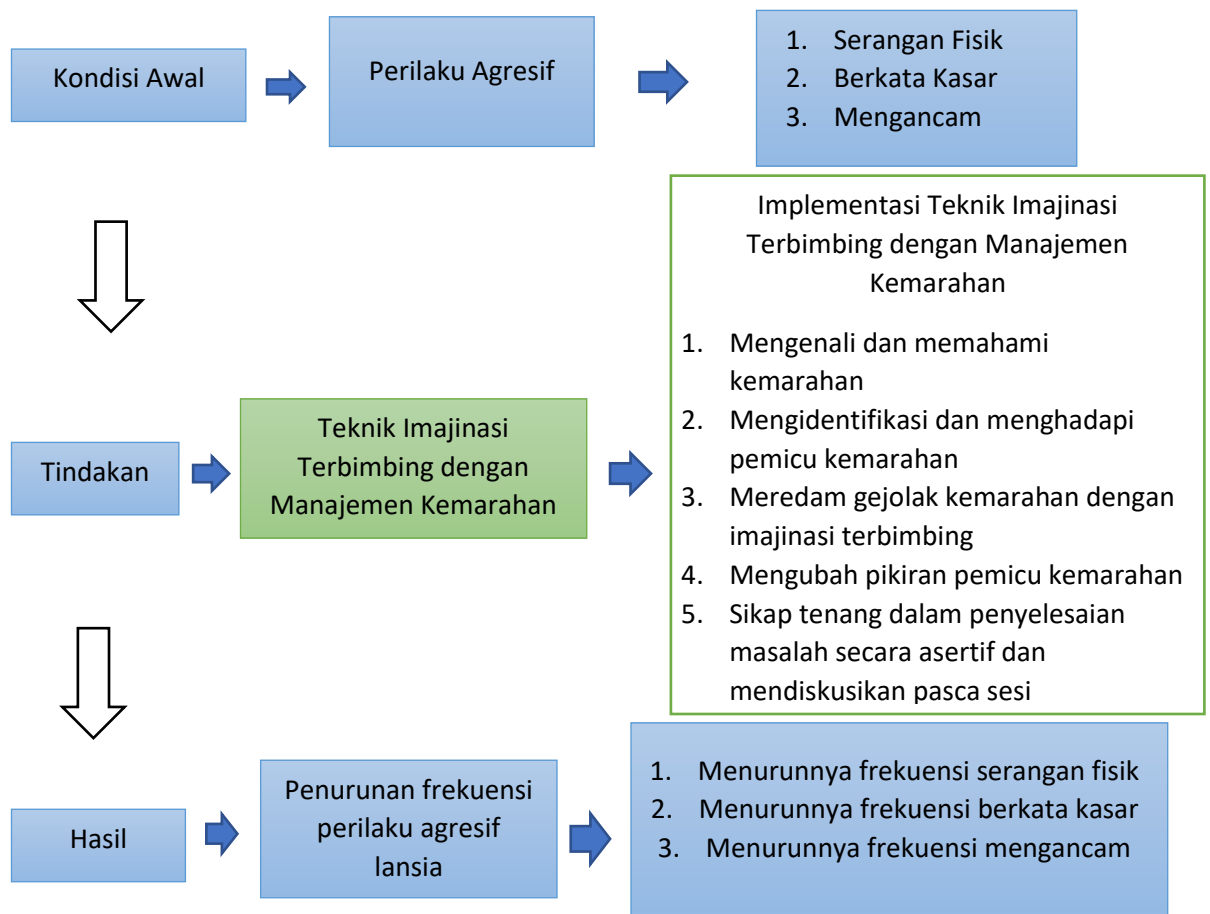 Kondisi Awal
Perilaku Agresif
1. Serangan Fisik
2. Berkata Kasar
3. Mengancam
Tindakan
Teknik Imajinasi
Terbimbing dengan
Manajemen Kemarahan
Implementasi Teknik Imajinasi
Terbimbing dengan Manajemen
Kemarahan
1. Mengenali dan memahami
kemarahan
2. Mengidentifikasi dan menghadapi
pemicu kemarahan
3. Meredam gejolak kemarahan dengan
imajinasi terbimbing
4. Mengubah pikiran pemicu kemarahan
5. Sikap tenang dalam penyelesaian
masalah secara asertif dan
mendiskusikan pasca sesi
Hasil
Penurunan frekuensi
perilaku agresif
lansia
1. Menurunnya frekuensi serangan fisik
2. Menurunnya frekuensi berkata kasar
3. Menurunnya frekuensi mengancam